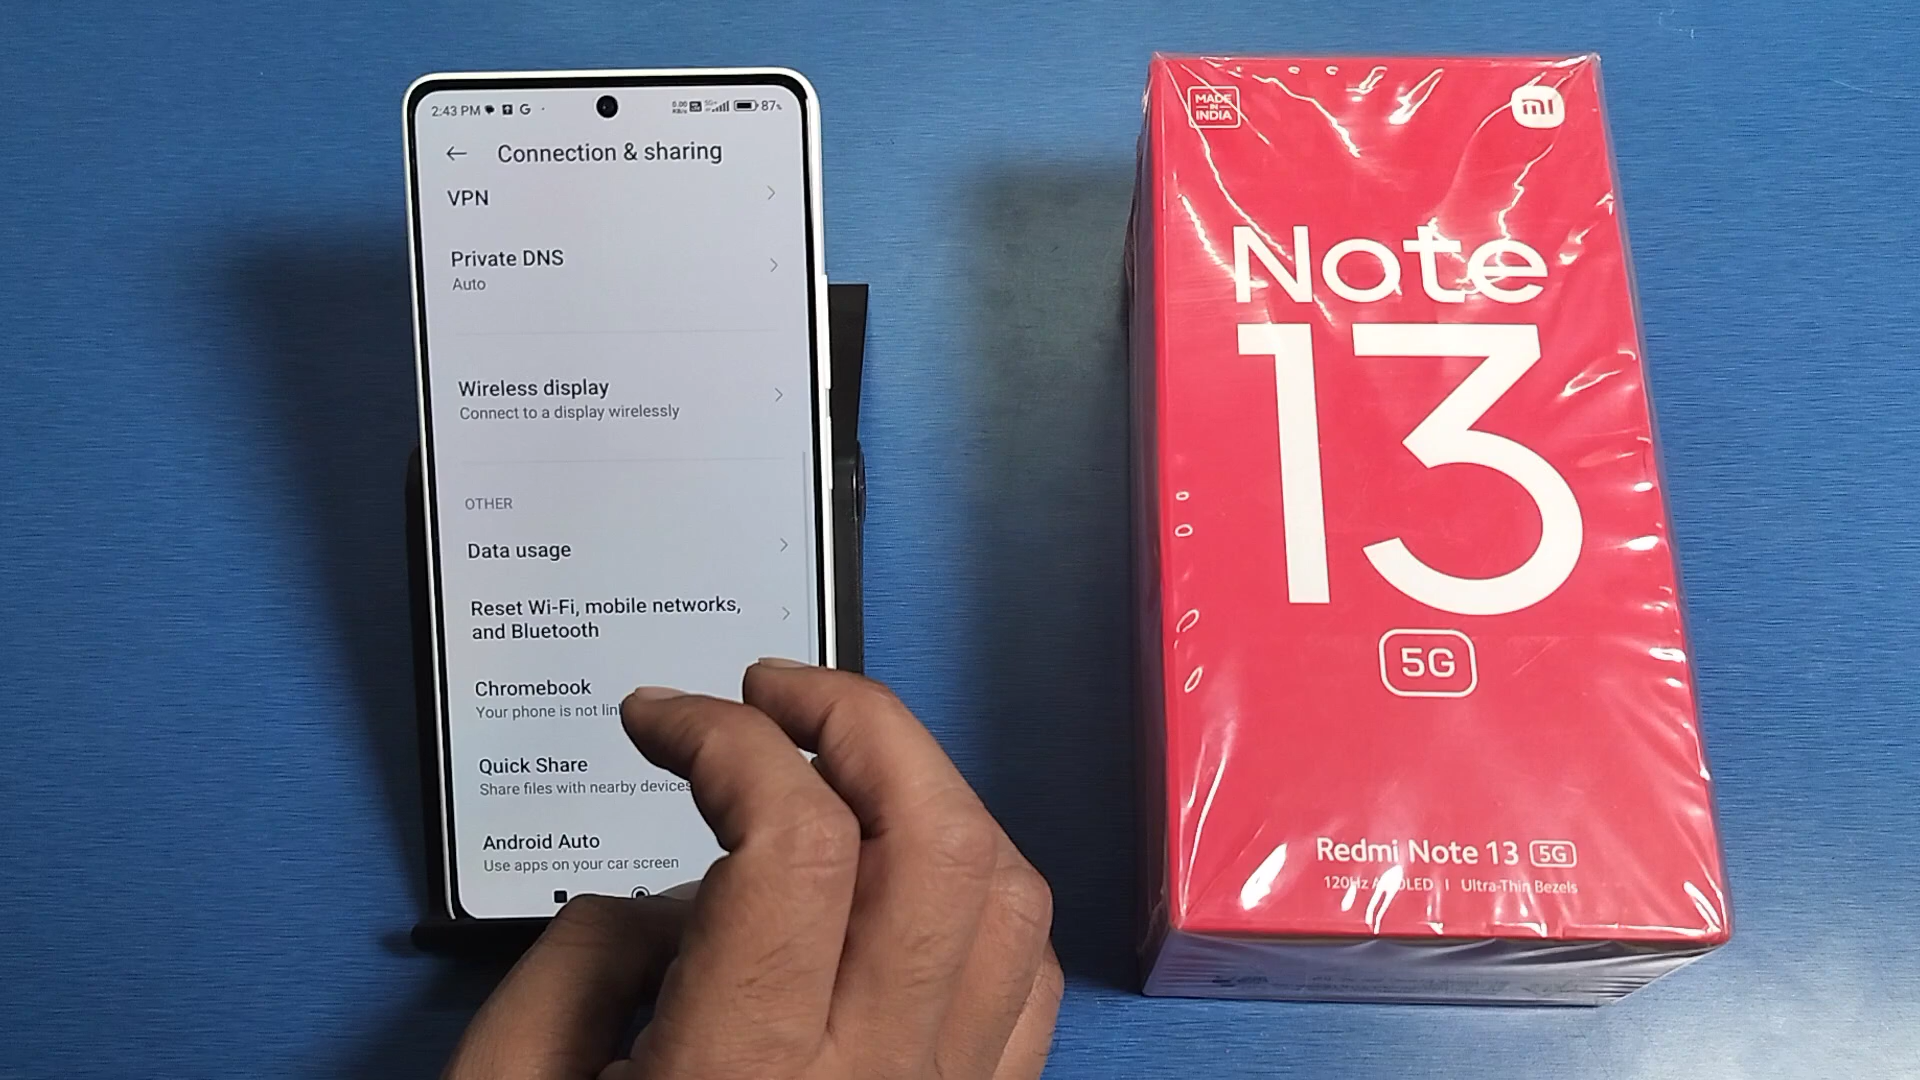 2:43 PM
87%
Connection & sharing
VPN
Private DNS
Auto
Wireless display
Connect to a display wirelessly
OTHER
Data usage
Reset Wi-Fi, mobile networks,
and Bluetooth
Chromebook
Your phone is not
Quick Share
Share files with nearby devices
Android Auto
Use apps on your car screen
MADE
IN
INDIA
mi
Note
13
5G
Redmi Note 13 5G
120Hz | Ultra-Thin Bezels